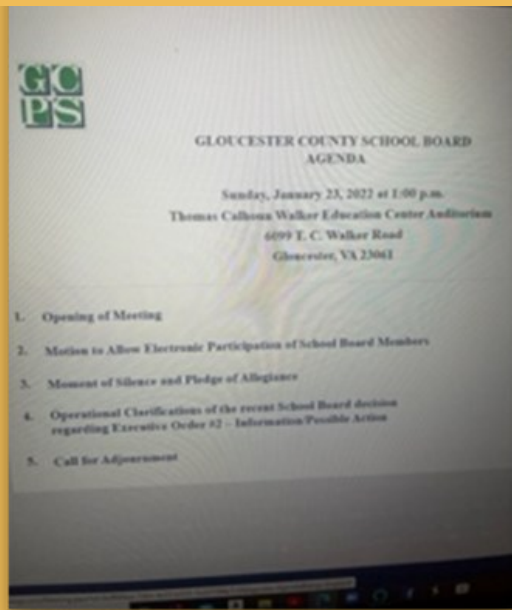 GC
PS
GLOUCESTER COUNTY SCHOOL BOARD
AGENDA
Sunday, January 23, 2022 at 1:00 p.m.
Thomas Calhoun Walker Education Center Auditorium
6099 T. C. Walker Road
Gloucester, VA 23061
1. Opening of Meeting
2. Motion to Allow Electronic Participation of School Board Members
3. Moment of Silence and Pledge of Allegiance
4. Operational Clarifications of the recent School Board decision
regarding Executive Order #2 – Information/Possible Action
5. Call for Adjournment